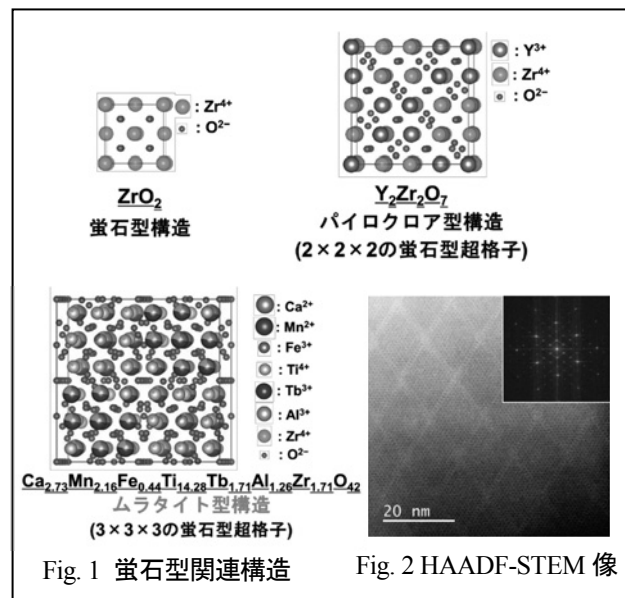 : Zr⁴⁺
: O²⁻
ZrO₂
蛍石型構造
: Y³⁺
: Zr⁴⁺
: O²⁻
Y₂Zr₂O₇
パイロクロア型構造
(2×2×2の蛍石型超格子)
: Ca²⁺
: Mn²⁺
: Fe³⁺
: Ti⁴⁺
: Tb³⁺
: Al³⁺
: Zr⁴⁺
: O²⁻
Ca₂.₇₃Mn₂.₁₆Fe₀.₄₄Ti₁₄.₂₈Tb₁.₇₁Al₁.₂₆Zr₁.₇₁O₄₂
ムラタイト型構造
(3×3×3の蛍石型超格子)
Fig. 1 蛍石型関連構造
20 nm
Fig. 2 HAADF-STEM 像